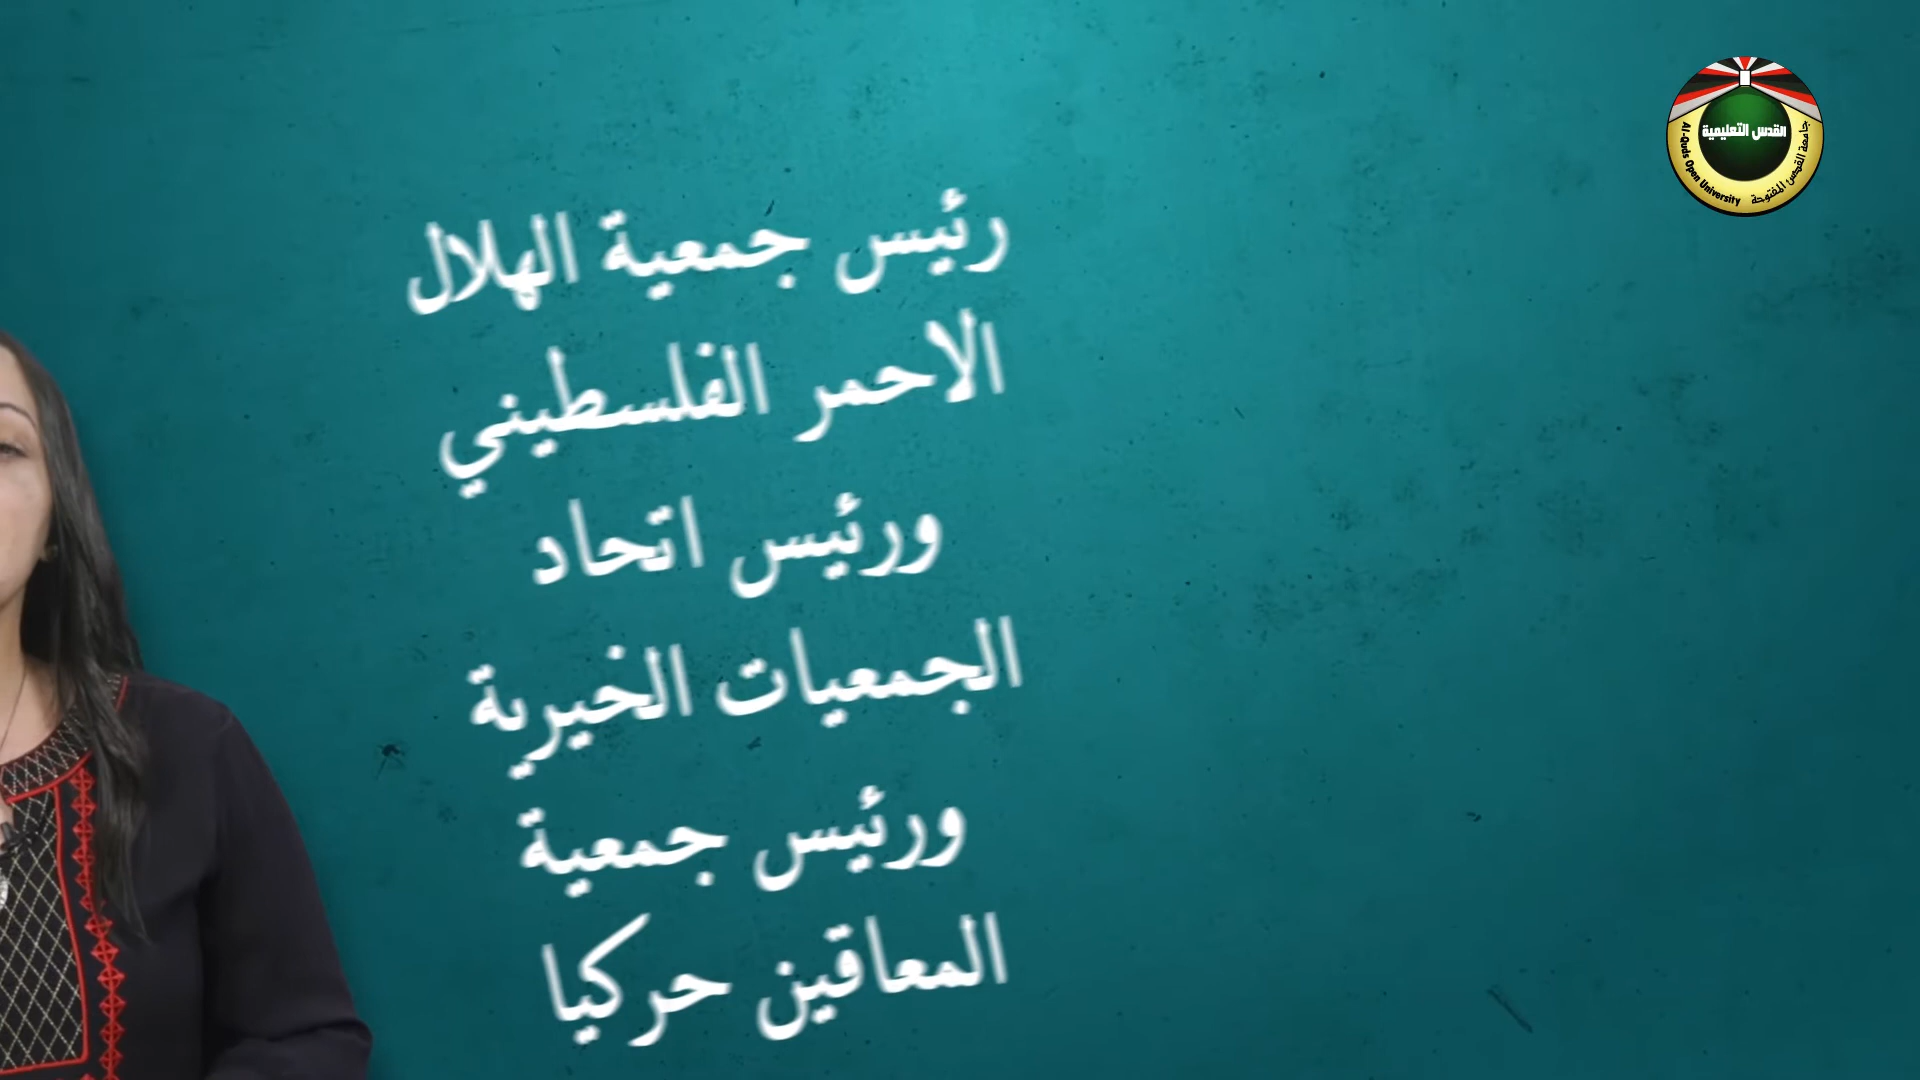 رئيس جمعية الهلال
الاحمر الفلسطيني
ورئيس اتحاد
الجمعيات الخيرية
ورئيس جمعية
المعاقين حركيا
القدس التعليمية
جامعة القدس المفتوحة
Al-Quds Open University